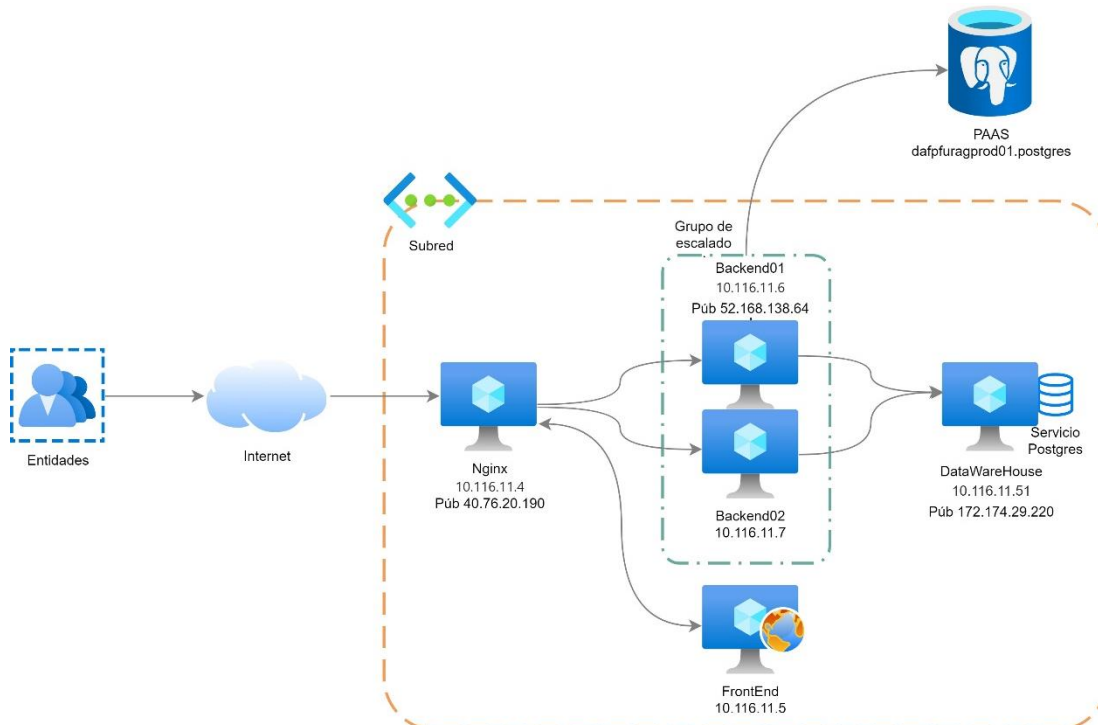 PAAS
dafpfuragprod01.postgres
Subred
Grupo de
escalado
Backend01
10.116.11.6
Púb 52.168.138.64
Entidades
Internet
Nginx
10.116.11.4
Púb 40.76.20.190
Backend02
10.116.11.7
Servicio
Postgres
DataWareHouse
10.116.11.51
Púb 172.174.29.220
FrontEnd
10.116.11.5